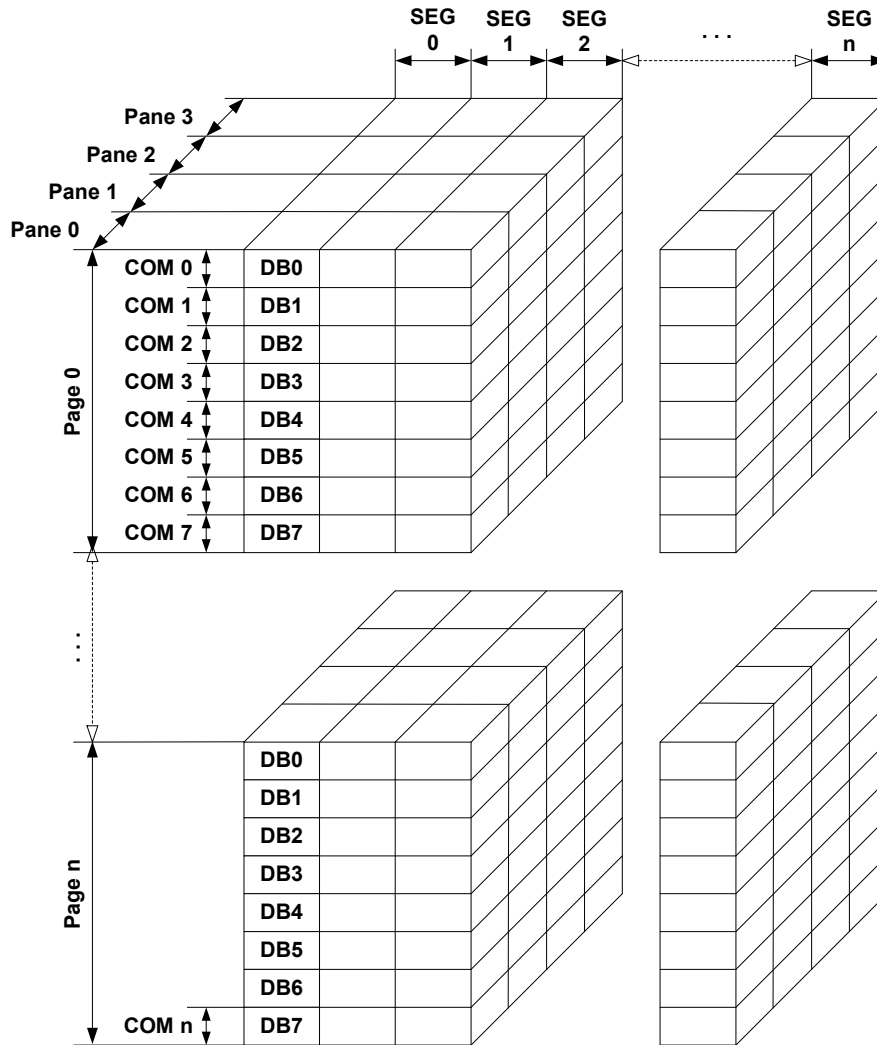 SEG 0
SEG 1
SEG 2
. . .
SEG n
Pane 3
Pane 2
Pane 1
Pane 0
Page 0
COM 0 DB0
COM 1 DB1
COM 2 DB2
COM 3 DB3
COM 4 DB4
COM 5 DB5
COM 6 DB6
COM 7 DB7
. . .
Page n
DB0
DB1
DB2
DB3
DB4
DB5
DB6
COM n DB7